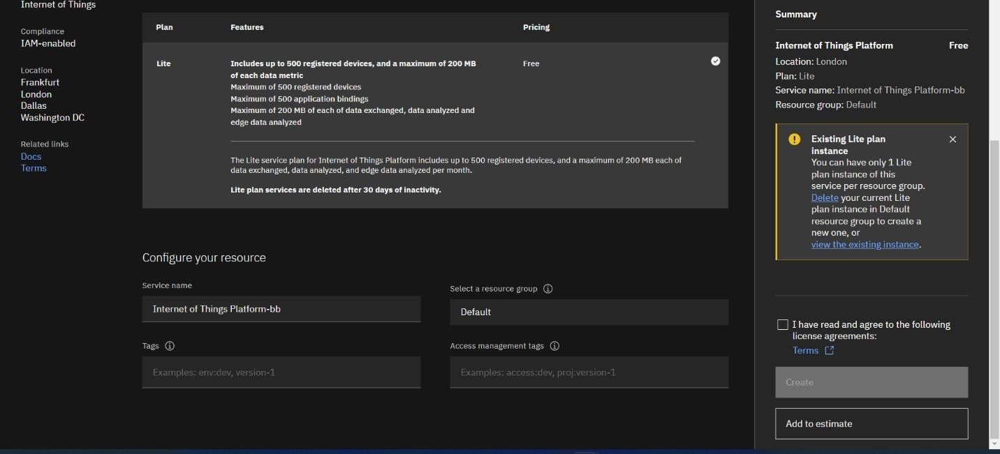 Internet of Things
Compliance
IAM-enabled
Location
Frankfurt
London
Dallas
Washington DC
Related links
Docs
Terms
Plan
Features
Pricing
Lite
Includes up to 500 registered devices, and a maximum of 200 MB
of each data metric
Maximum of 500 registered devices
Maximum of 500 application bindings
Maximum of 200 MB of each of data exchanged, data analyzed and
edge data analyzed
Free
The Lite service plan for Internet of Things Platform includes up to 500 registered devices, and a maximum of 200 MB each of
data exchanged, data analyzed, and edge data analyzed per month.
Lite plan services are deleted after 30 days of inactivity.
Configure your resource
Service name
Internet of Things Platform-bb
Select a resource group
Default
Tags
Examples: env:dev, version-1
Access management tags
Examples: access:dev, proj:version-1
Summary
Internet of Things Platform Free
Location: London
Plan: Lite
Service name: Internet of Things Platform-bb
Resource group: Default
Existing Lite plan
instance
You can have only 1 Lite
plan instance of this
service per resource group.
Delete your current Lite
plan instance in Default
resource group to create a
new one, or
view the existing instance.
I have read and agree to the following
license agreements:
Terms
Create
Add to estimate